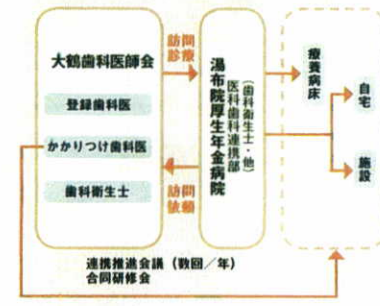 大鶴歯科医師会
登録歯科医
かかりつけ歯科医
歯科衛生士
訪問
診療
訪問
依頼
湯布院厚生年金病院
医科歯科連携部
(歯科衛生士・他)
療養病床
自宅
施設
連携推進会議(数回/年)
合同研修会